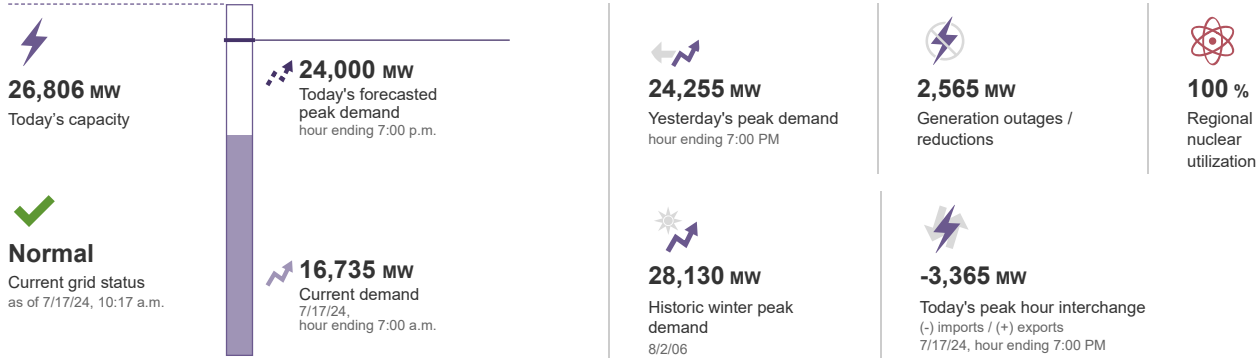 26,806 MW
Today's capacity
Normal
Current grid status
as of 7/17/24, 10:17 a.m.
24,000 MW
Today's forecasted
peak demand
hour ending 7:00 p.m.
16,735 MW
Current demand
7/17/24,
hour ending 7:00 a.m.
24,255 MW
Yesterday's peak demand
hour ending 7:00 PM
2,565 MW
Generation outages /
reductions
100 %
Regional
nuclear
utilization
28,130 MW
Historic winter peak
demand
8/2/06
-3,365 MW
Today's peak hour interchange
(-) imports / (+) exports
7/17/24, hour ending 7:00 PM